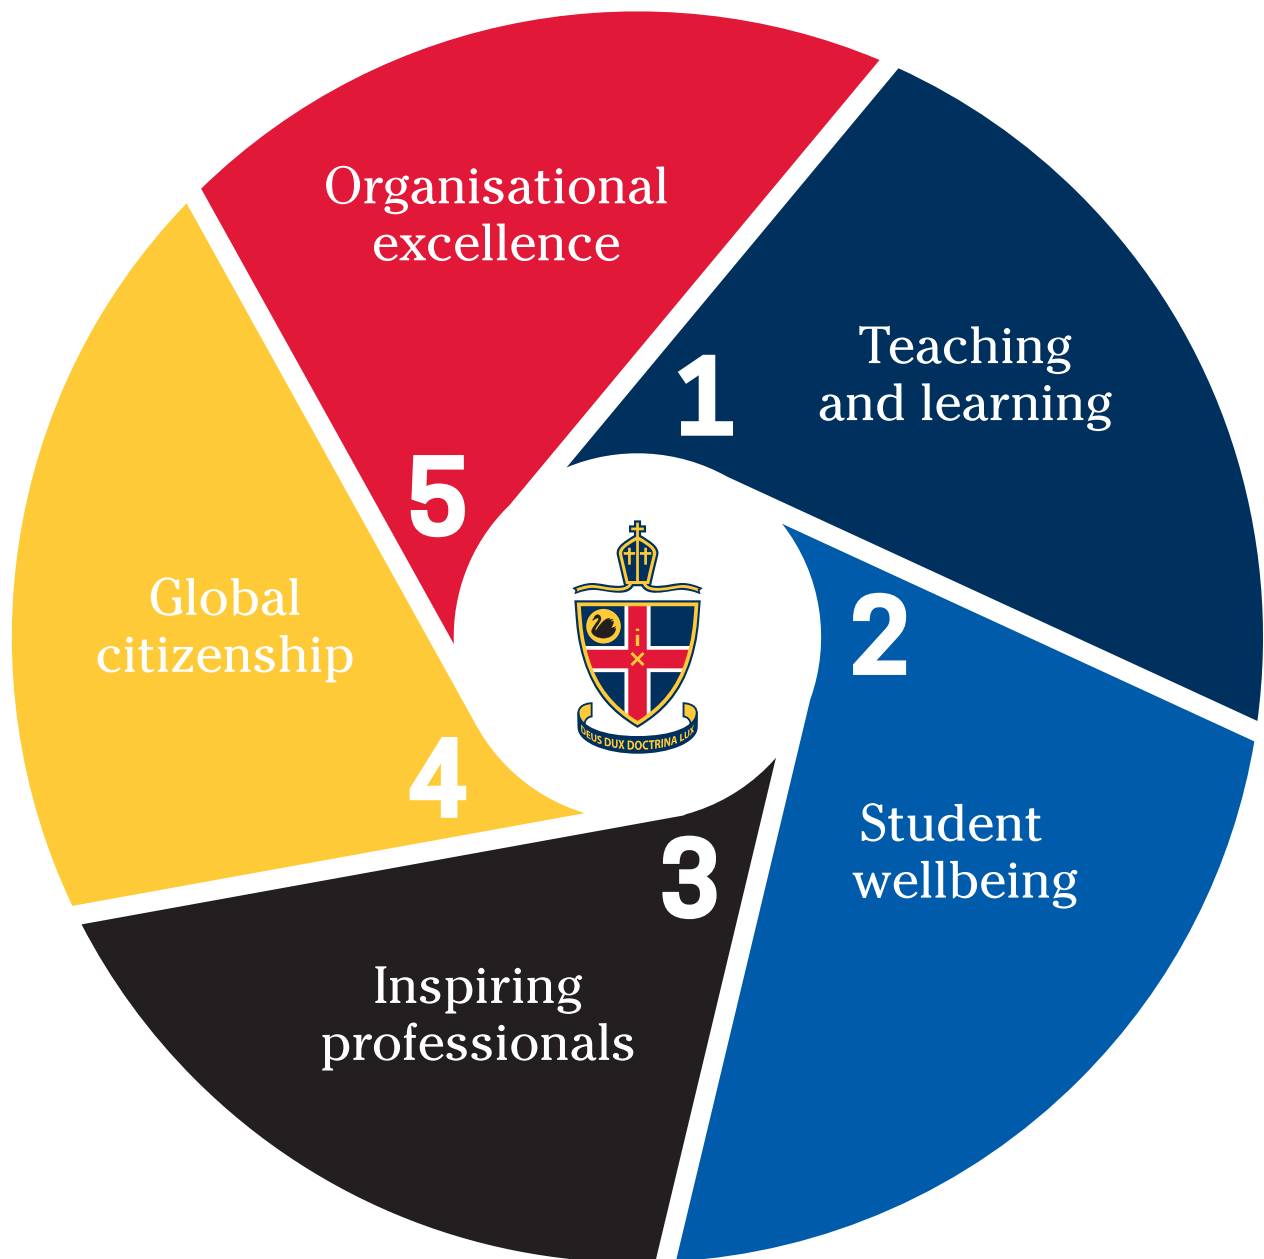 1
Teaching
and learning
2
Student
wellbeing
3
Inspiring
professionals
4
Global
citizenship
5
Organisational
excellence
i
×
DEUS DUX DOCTRINA LUX